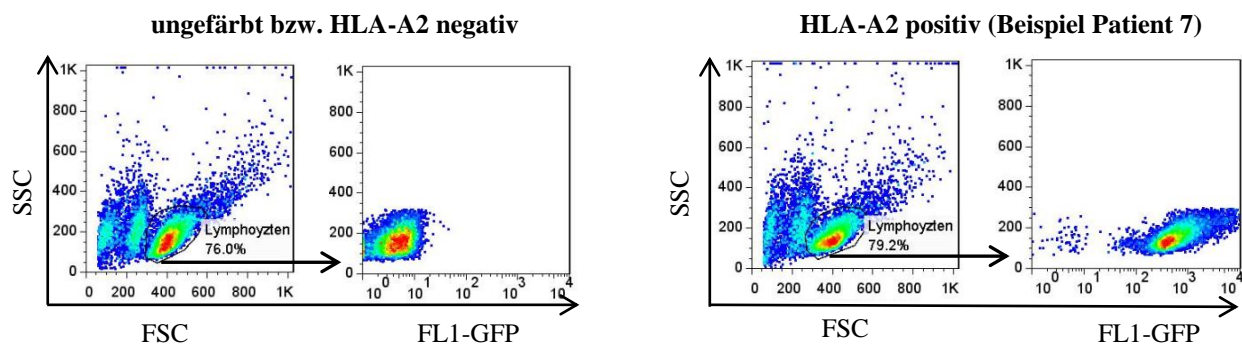 ungefärbt bzw. HLA-A2 negativ
HLA-A2 positiv (Beispiel Patient 7)
SSC
1K
800
600
400
200
0
Lymphoyzten
76.0%
0 200 400 600 800 1K
FSC
1K
800
600
400
200
0
10^0 10^1 10^2 10^3 10^4
FL1-GFP
SSC
1K
800
600
400
200
0
Lymphoyzten
79.2%
0 200 400 600 800 1K
FSC
1K
800
600
400
200
0
10^0 10^1 10^2 10^3 10^4
FL1-GFP